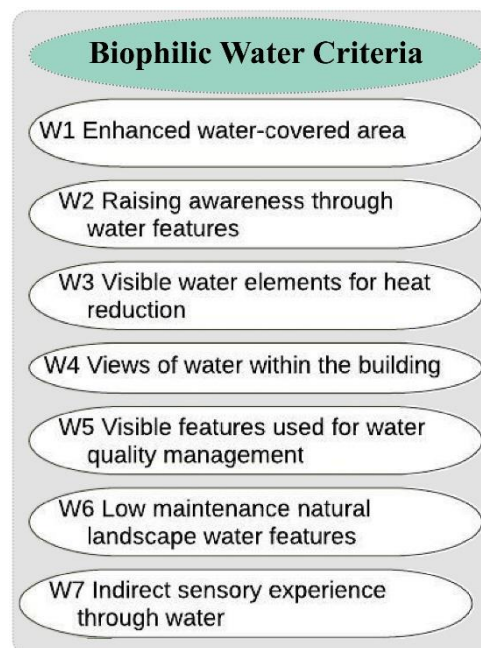 Biophilic Water Criteria
W1 Enhanced water-covered area
W2 Raising awareness through
water features
W3 Visible water elements for heat
reduction
W4 Views of water within the building
W5 Visible features used for water
quality management
W6 Low maintenance natural
landscape water features
W7 Indirect sensory experience
through water